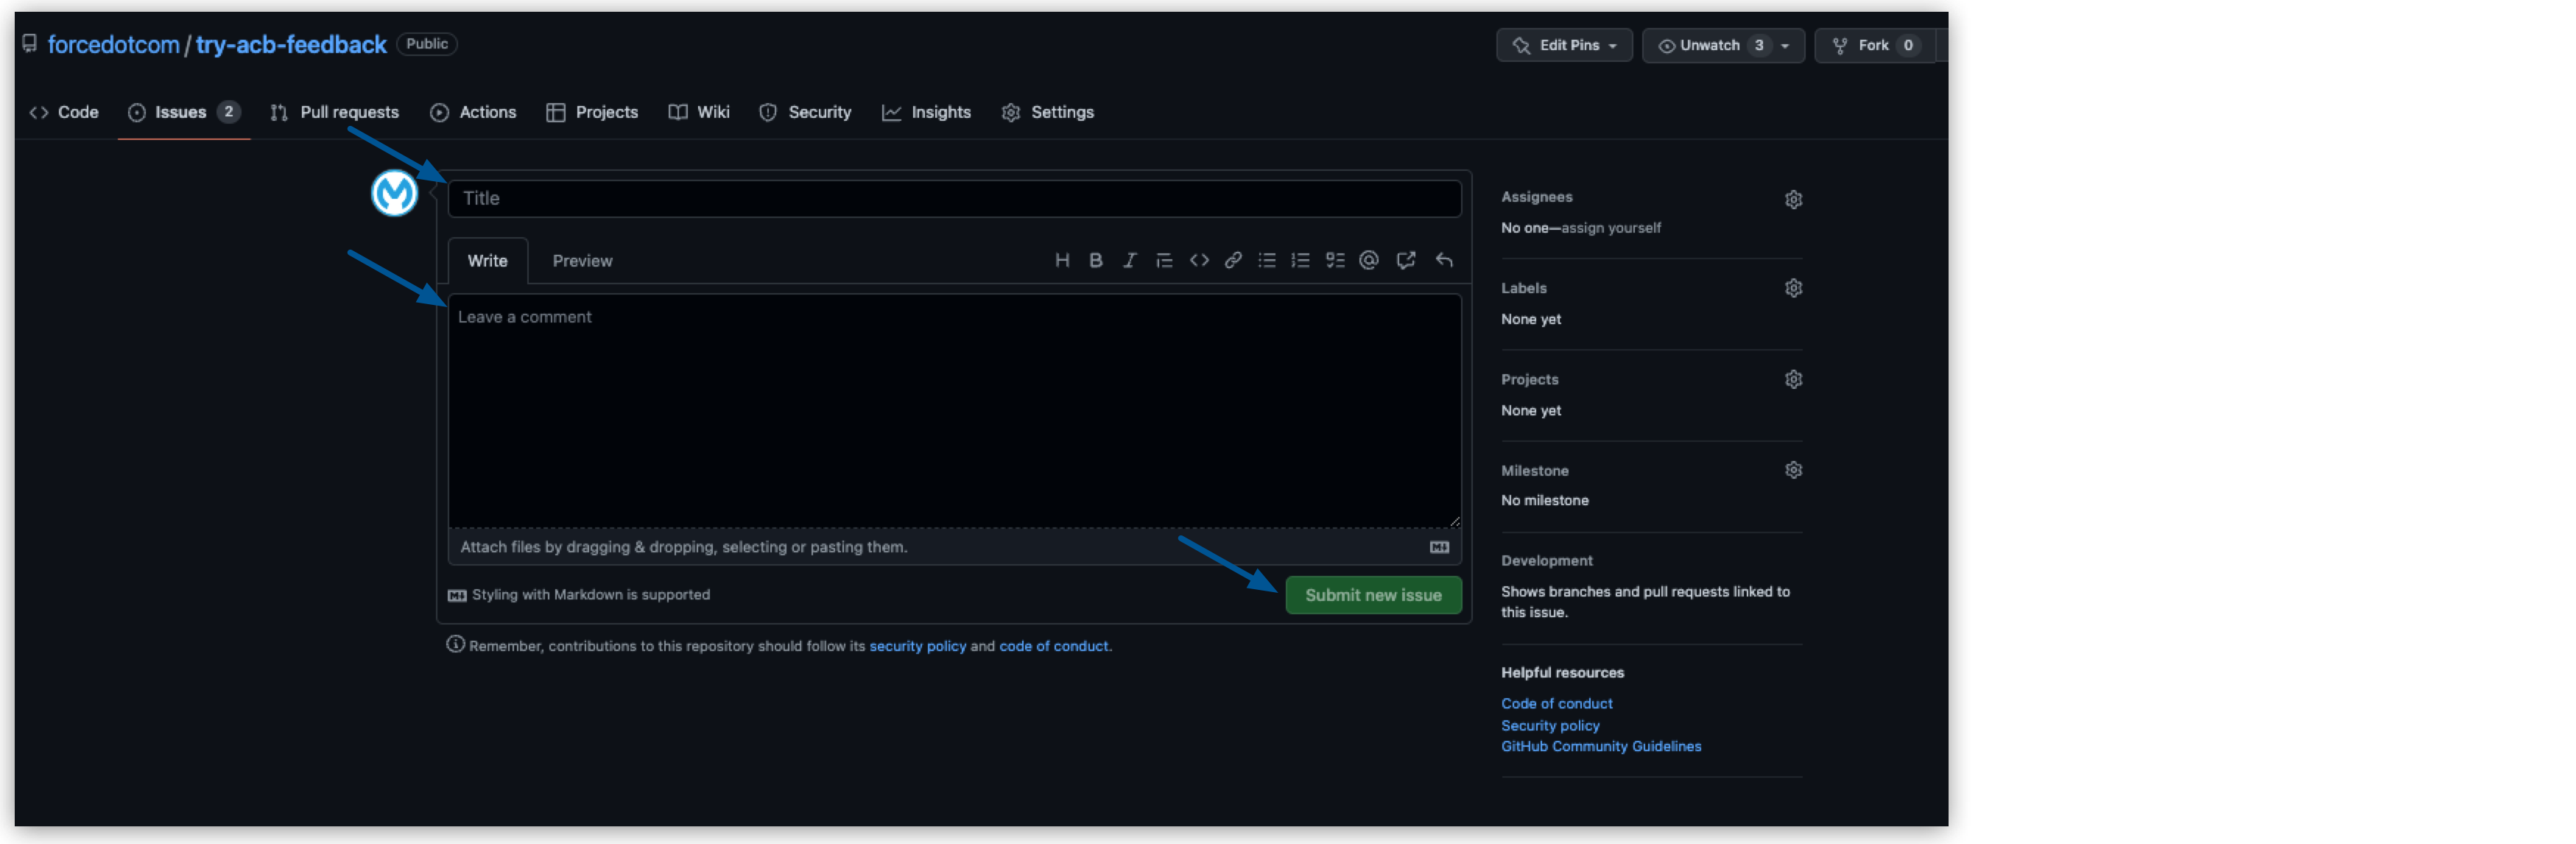 forcedotcom / try-acb-feedback Public
Edit Pins Unwatch 3 Fork 0
Code Issues 2 Pull requests Actions Projects Wiki Security Insights Settings
Title
Write Preview
Leave a comment
Attach files by dragging & dropping, selecting or pasting them.
Styling with Markdown is supported
Submit new issue
Remember, contributions to this repository should follow its security policy and code of conduct.
Assignees
No one—assign yourself
Labels
None yet
Projects
None yet
Milestone
No milestone
Development
Shows branches and pull requests linked to
this issue.
Helpful resources
Code of conduct
Security policy
GitHub Community Guidelines